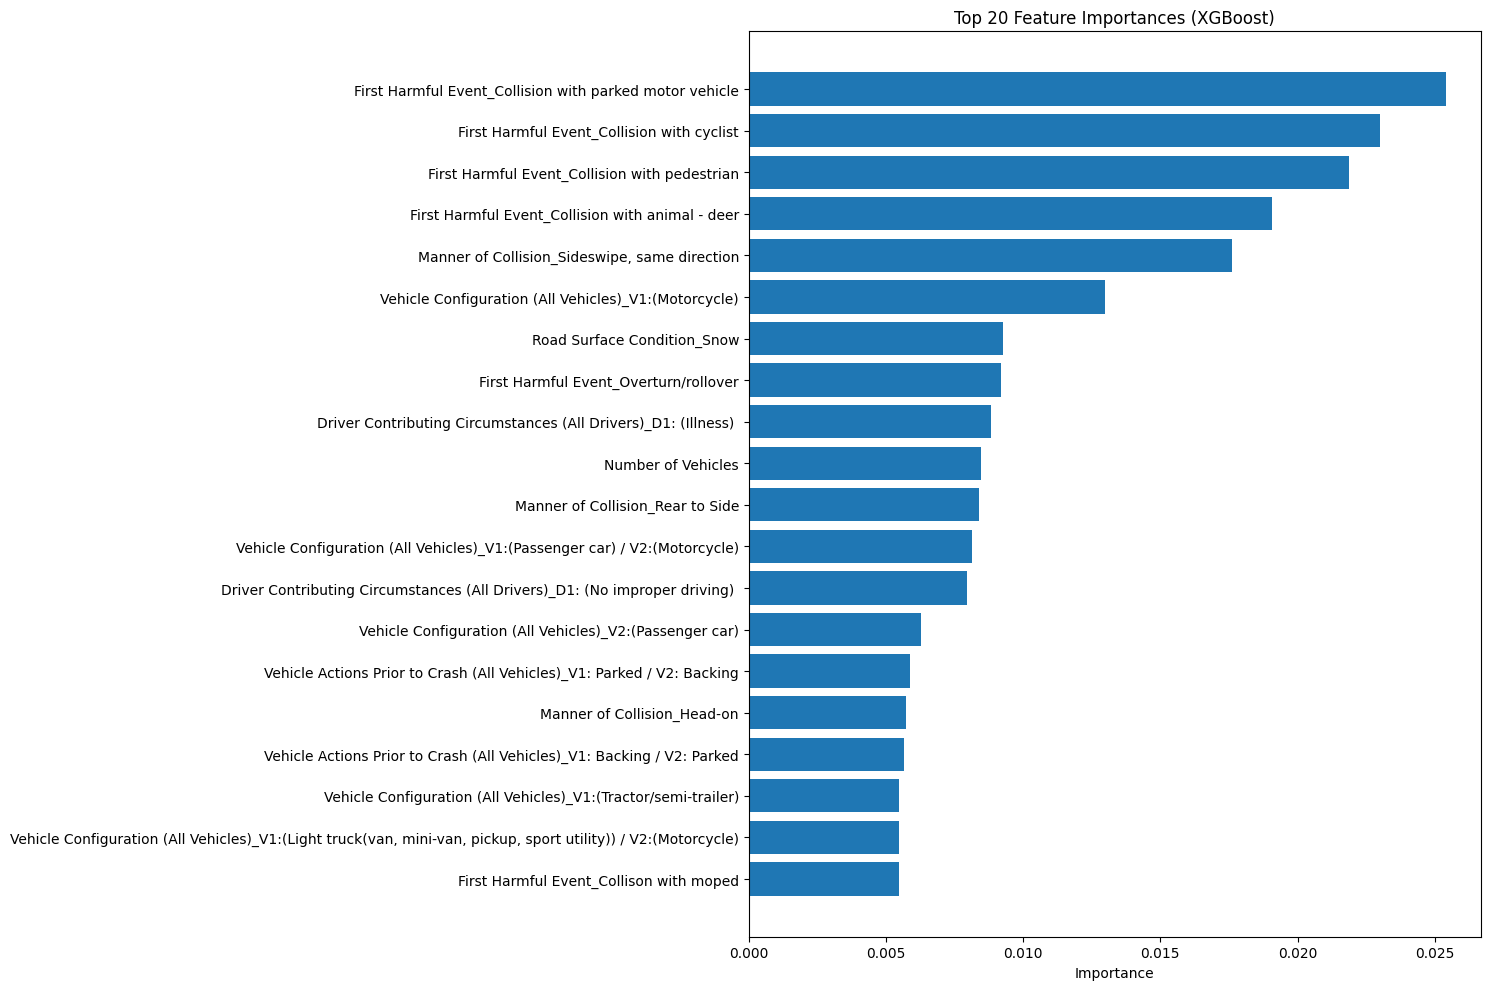 Top 20 Feature Importances (XGBoost)
First Harmful Event_Collision with parked motor vehicle
First Harmful Event_Collision with cyclist
First Harmful Event_Collision with pedestrian
First Harmful Event_Collision with animal - deer
Manner of Collision_Sideswipe, same direction
Vehicle Configuration (All Vehicles)_V1:(Motorcycle)
Road Surface Condition_Snow
First Harmful Event_Overturn/rollover
Driver Contributing Circumstances (All Drivers)_D1: (Illness)
Number of Vehicles
Manner of Collision_Rear to Side
Vehicle Configuration (All Vehicles)_V1:(Passenger car) / V2:(Motorcycle)
Driver Contributing Circumstances (All Drivers)_D1: (No improper driving)
Vehicle Configuration (All Vehicles)_V2:(Passenger car)
Vehicle Actions Prior to Crash (All Vehicles)_V1: Parked / V2: Backing
Manner of Collision_Head-on
Vehicle Actions Prior to Crash (All Vehicles)_V1: Backing / V2: Parked
Vehicle Configuration (All Vehicles)_V1:(Tractor/semi-trailer)
Vehicle Configuration (All Vehicles)_V1:(Light truck(van, mini-van, pickup, sport utility)) / V2:(Motorcycle)
First Harmful Event_Collison with moped
0.000 0.005 0.010 0.015 0.020 0.025
Importance